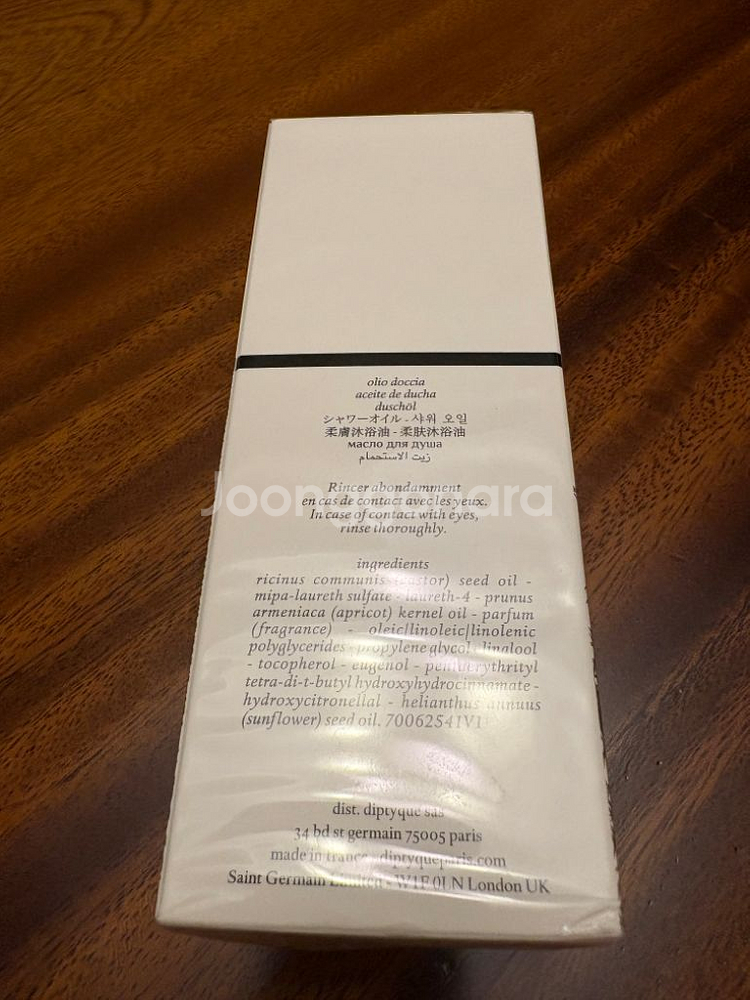 olio doccia
aceite de ducha
duschöl
シャワーオイル - 샤워 오일
柔膚沐浴油 - 柔肤沐浴油
масло для душа
زيت الاستحمام
Rincer abondamment
en cas de contact avec les yeux.
In case of contact with eyes,
rinse thoroughly.
ingredients
ricinus communis (castor) seed oil -
mipa-laureth sulfate - laureth-4 - prunus
armeniaca (apricot) kernel oil - parfum
(fragrance) - oleic|linoleic|linolenic
polyglycerides - propylene glycol - linalool
- tocopherol - eugenol - pentaerythrityl
tetra-di-t-butyl hydroxyhydrocinnamate -
hydroxycitronellal - helianthus annuus
(sunflower) seed oil. 70062541V1
dist. diptyque sas
34 bd st germain 75005 paris
made in france - diptyqueparis.com
Saint Germain Limited - W1F 0LN London UK